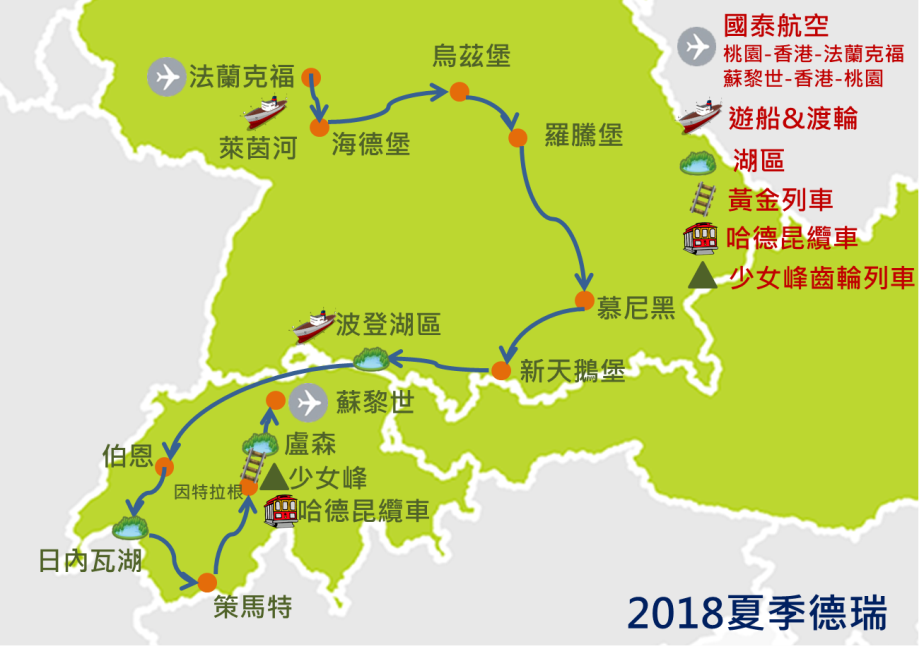 國泰航空
桃園-香港-法蘭克福
蘇黎世-香港-桃園
遊船&渡輪
湖區
黃金列車
哈德昆纜車
少女峰齒輪列車
法蘭克福
烏茲堡
萊茵河
海德堡
羅騰堡
慕尼黑
波登湖區
新天鵝堡
蘇黎世
盧森
伯恩
少女峰
因特拉根
哈德昆纜車
日內瓦湖
策馬特
2018夏季德瑞